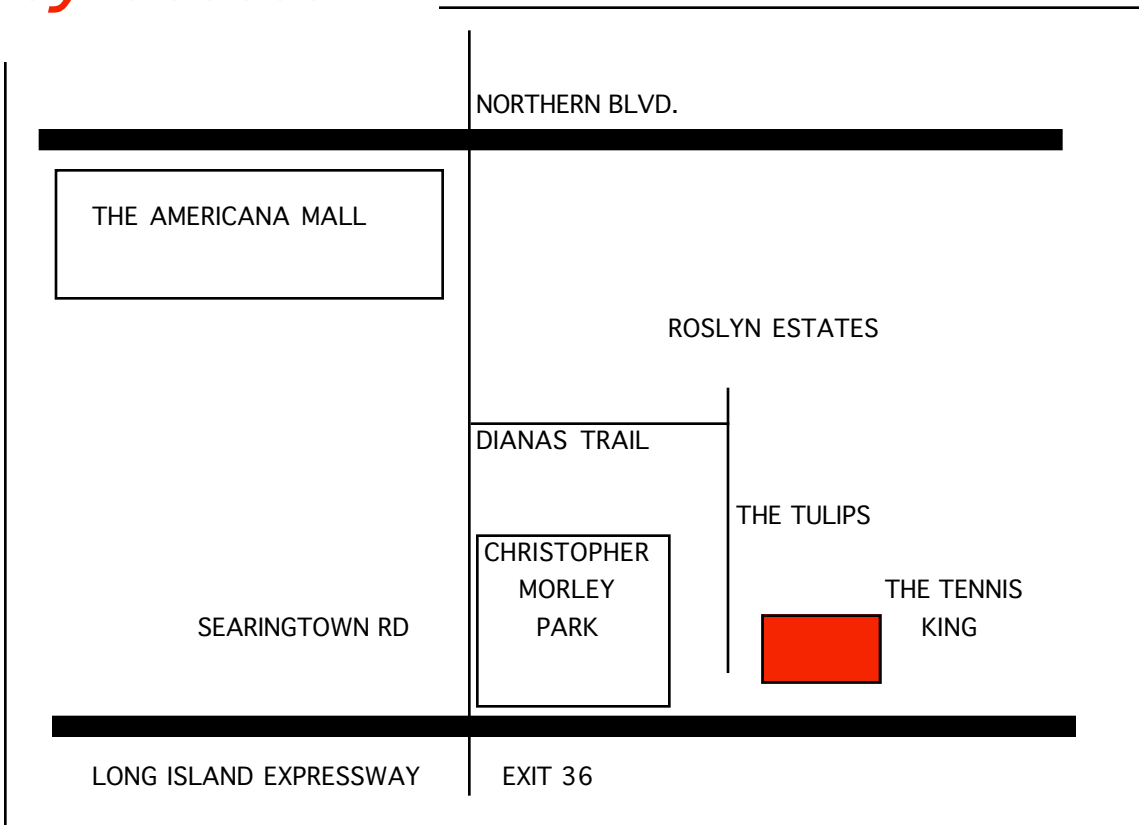 NORTHERN BLVD.
THE AMERICANA MALL
ROSLYN ESTATES
DIANAS TRAIL
THE TULIPS
CHRISTOPHER
MORLEY
PARK
THE TENNIS
KING
SEARINGTOWN RD
LONG ISLAND EXPRESSWAY
EXIT 36